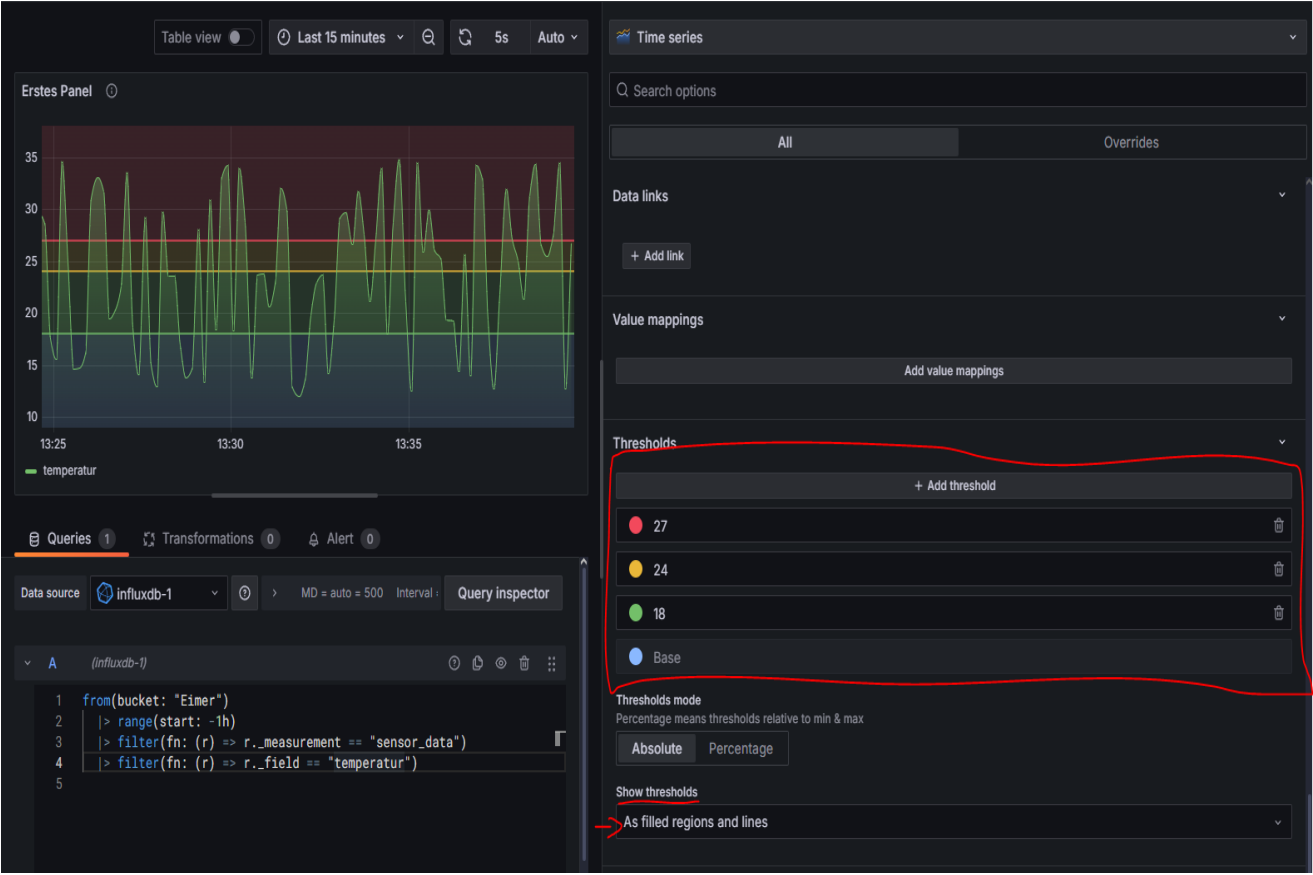 Table view
Last 15 minutes
5s
Auto
Erstes Panel
35
30
25
20
15
10
13:25 13:30 13:35
temperatur
Queries 1 Transformations 0 Alert 0
Data source influxdb-1 MD = auto = 500 Interval Query inspector
A (influxdb-1)
1 from(bucket: "Eimer")
2 |> range(start: -1h)
3 |> filter(fn: (r) => r._measurement == "sensor_data")
4 |> filter(fn: (r) => r._field == "temperatur")
5
Time series
Search options
All Overrides
Data links
+ Add link
Value mappings
Add value mappings
Thresholds
+ Add threshold
27
24
18
Base
Thresholds mode
Percentage means thresholds relative to min & max
Absolute Percentage
Show thresholds
As filled regions and lines